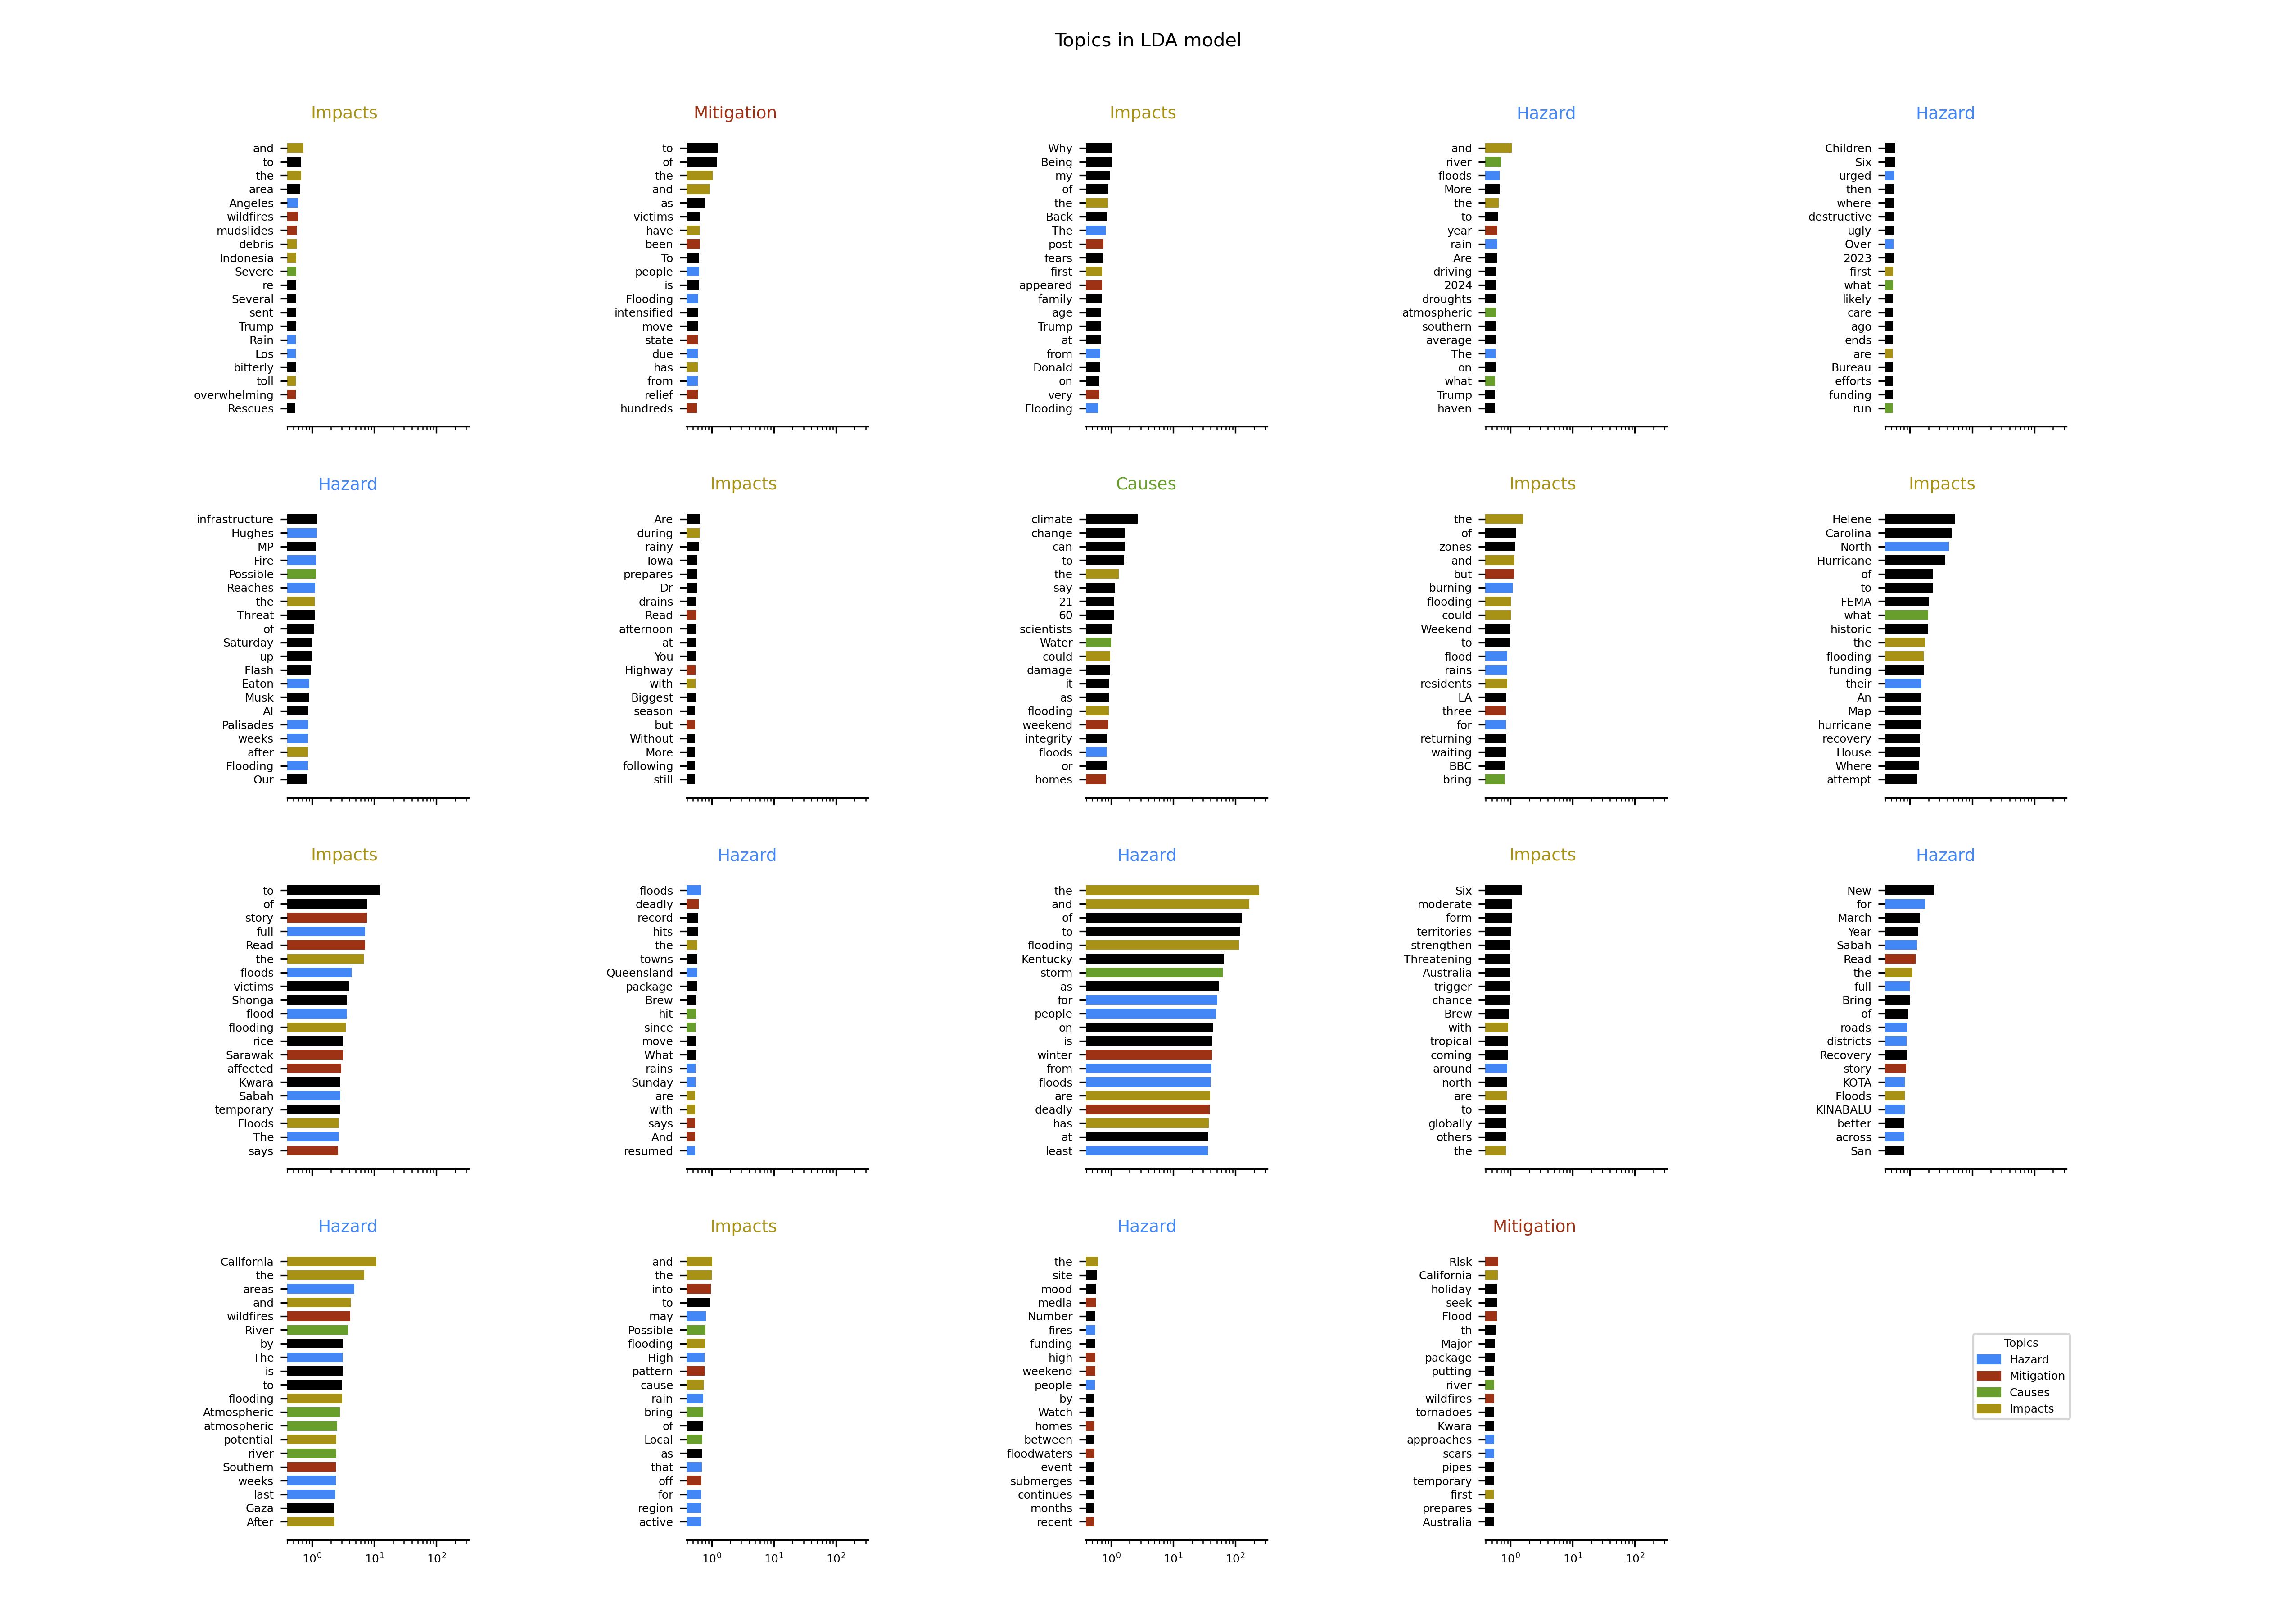 Topics in LDA model
Impacts
and
to
the
area
Angeles
wildfires
mudslides
debris
Indonesia
Severe
re
Several
sent
Trump
Rain
Los
bitterly
toll
overwhelming
Rescues
Mitigation
to
of
the
and
as
victims
have
been
To
people
is
Flooding
intensified
move
state
due
has
from
relief
hundreds
Impacts
Why
Being
my
of
the
Back
The
post
fears
first
appeared
family
age
Trump
at
from
Donald
on
very
Flooding
Hazard
and
river
floods
More
the
to
year
rain
Are
driving
2024
droughts
atmospheric
southern
average
The
on
what
Trump
haven
Hazard
Children
Six
urged
then
where
destructive
ugly
Over
2023
first
what
likely
care
ago
ends
are
Bureau
efforts
funding
run
Hazard
infrastructure
Hughes
MP
Fire
Possible
Reaches
the
Threat
of
Saturday
up
Flash
Eaton
Musk
AI
Palisades
weeks
after
Flooding
Our
Impacts
Are
during
rainy
Iowa
prepares
Dr
drains
Read
afternoon
at
You
Highway
with
Biggest
season
but
Without
More
following
still
Causes
climate
change
can
to
the
say
21
60
scientists
Water
could
damage
it
as
flooding
weekend
integrity
floods
or
homes
Impacts
the
of
zones
and
but
burning
flooding
could
Weekend
to
flood
rains
residents
LA
three
for
returning
waiting
BBC
bring
Impacts
Helene
Carolina
North
Hurricane
of
to
FEMA
what
historic
the
flooding
funding
their
An
Map
hurricane
recovery
House
Where
attempt
Impacts
to
of
story
full
Read
the
floods
victims
Shonga
flood
flooding
rice
Sarawak
affected
Kwara
Sabah
temporary
Floods
The
says
Hazard
floods
deadly
record
hits
the
towns
Queensland
package
Brew
hit
since
move
What
rains
Sunday
are
with
says
And
resumed
Hazard
the
and
of
to
flooding
Kentucky
storm
as
for
people
on
is
winter
from
floods
are
deadly
has
at
least
Impacts
Six
moderate
form
territories
strengthen
Threatening
Australia
trigger
chance
Brew
with
tropical
coming
around
north
are
to
globally
others
the
Hazard
New
for
March
Year
Sabah
Read
the
full
Bring
of
roads
districts
Recovery
story
KOTA
Floods
KINABALU
better
across
San
Hazard
California
the
areas
and
wildfires
River
by
The
is
to
flooding
Atmospheric
atmospheric
potential
river
Southern
weeks
last
Gaza
After
10⁰ 10¹ 10²
Impacts
and
the
into
to
may
Possible
flooding
High
pattern
cause
rain
bring
of
Local
as
that
off
for
region
active
10⁰ 10¹ 10²
Hazard
the
site
mood
media
Number
fires
funding
high
weekend
people
by
Watch
homes
between
floodwaters
event
submerges
continues
months
recent
10⁰ 10¹ 10²
Mitigation
Risk
California
holiday
seek
Flood
th
Major
package
putting
river
wildfires
tornadoes
Kwara
approaches
scars
pipes
temporary
first
prepares
Australia
10⁰ 10¹ 10²
Topics
Hazard
Mitigation
Causes
Impacts